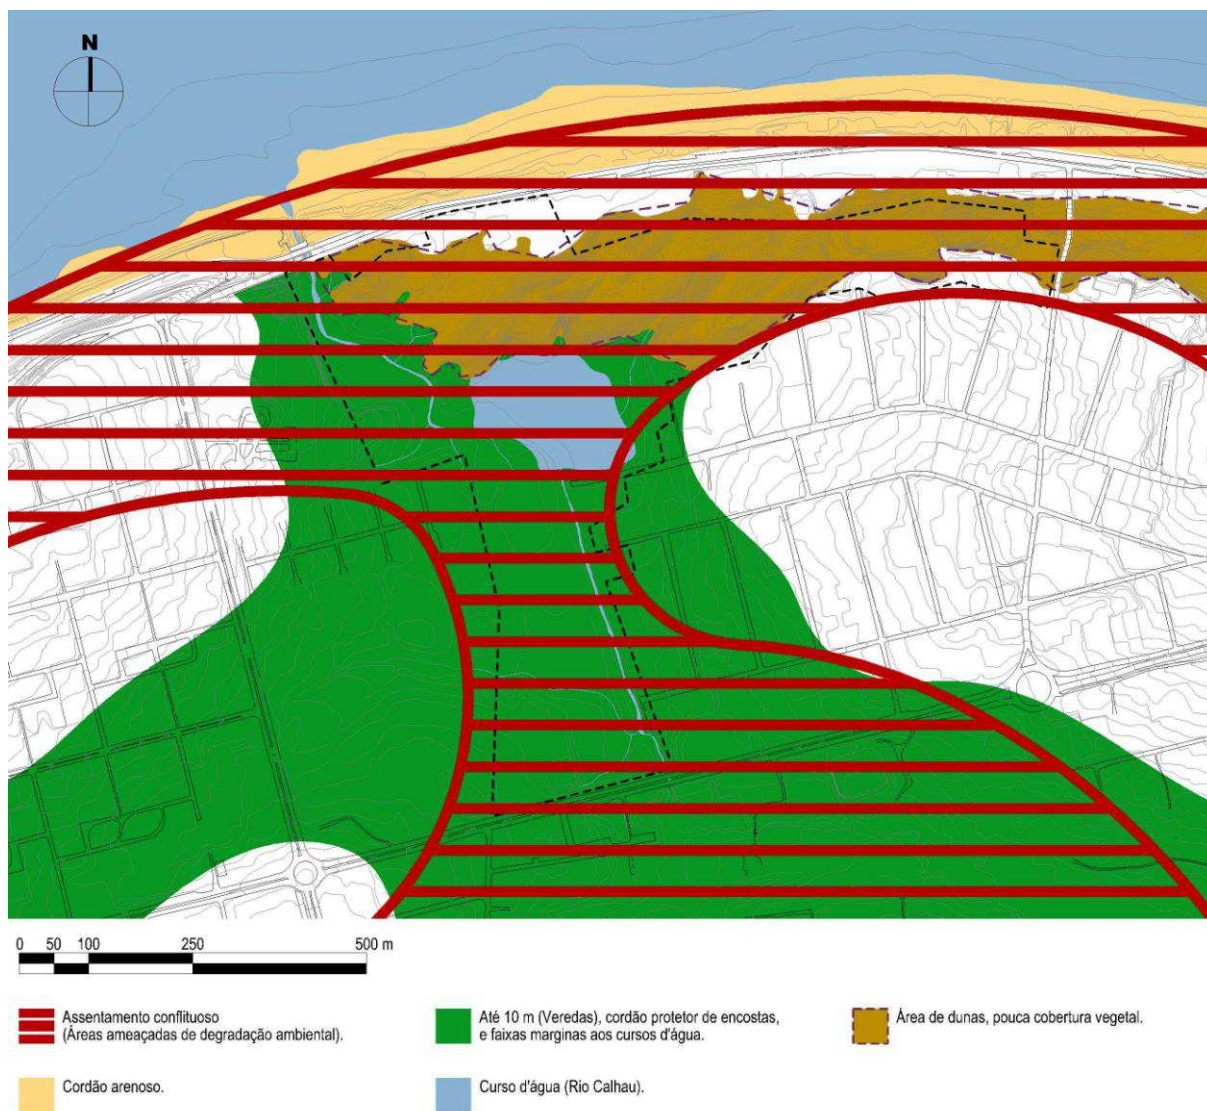 N
0 50 100 250 500 m
Assentamento conflituoso
(Áreas ameaçadas de degradação ambiental).
Até 10 m (Veredas), cordão protetor de encostas,
e faixas marginas aos cursos d'água.
Área de dunas, pouca cobertura vegetal.
Cordão arenoso.
Curso d'água (Rio Calhau).